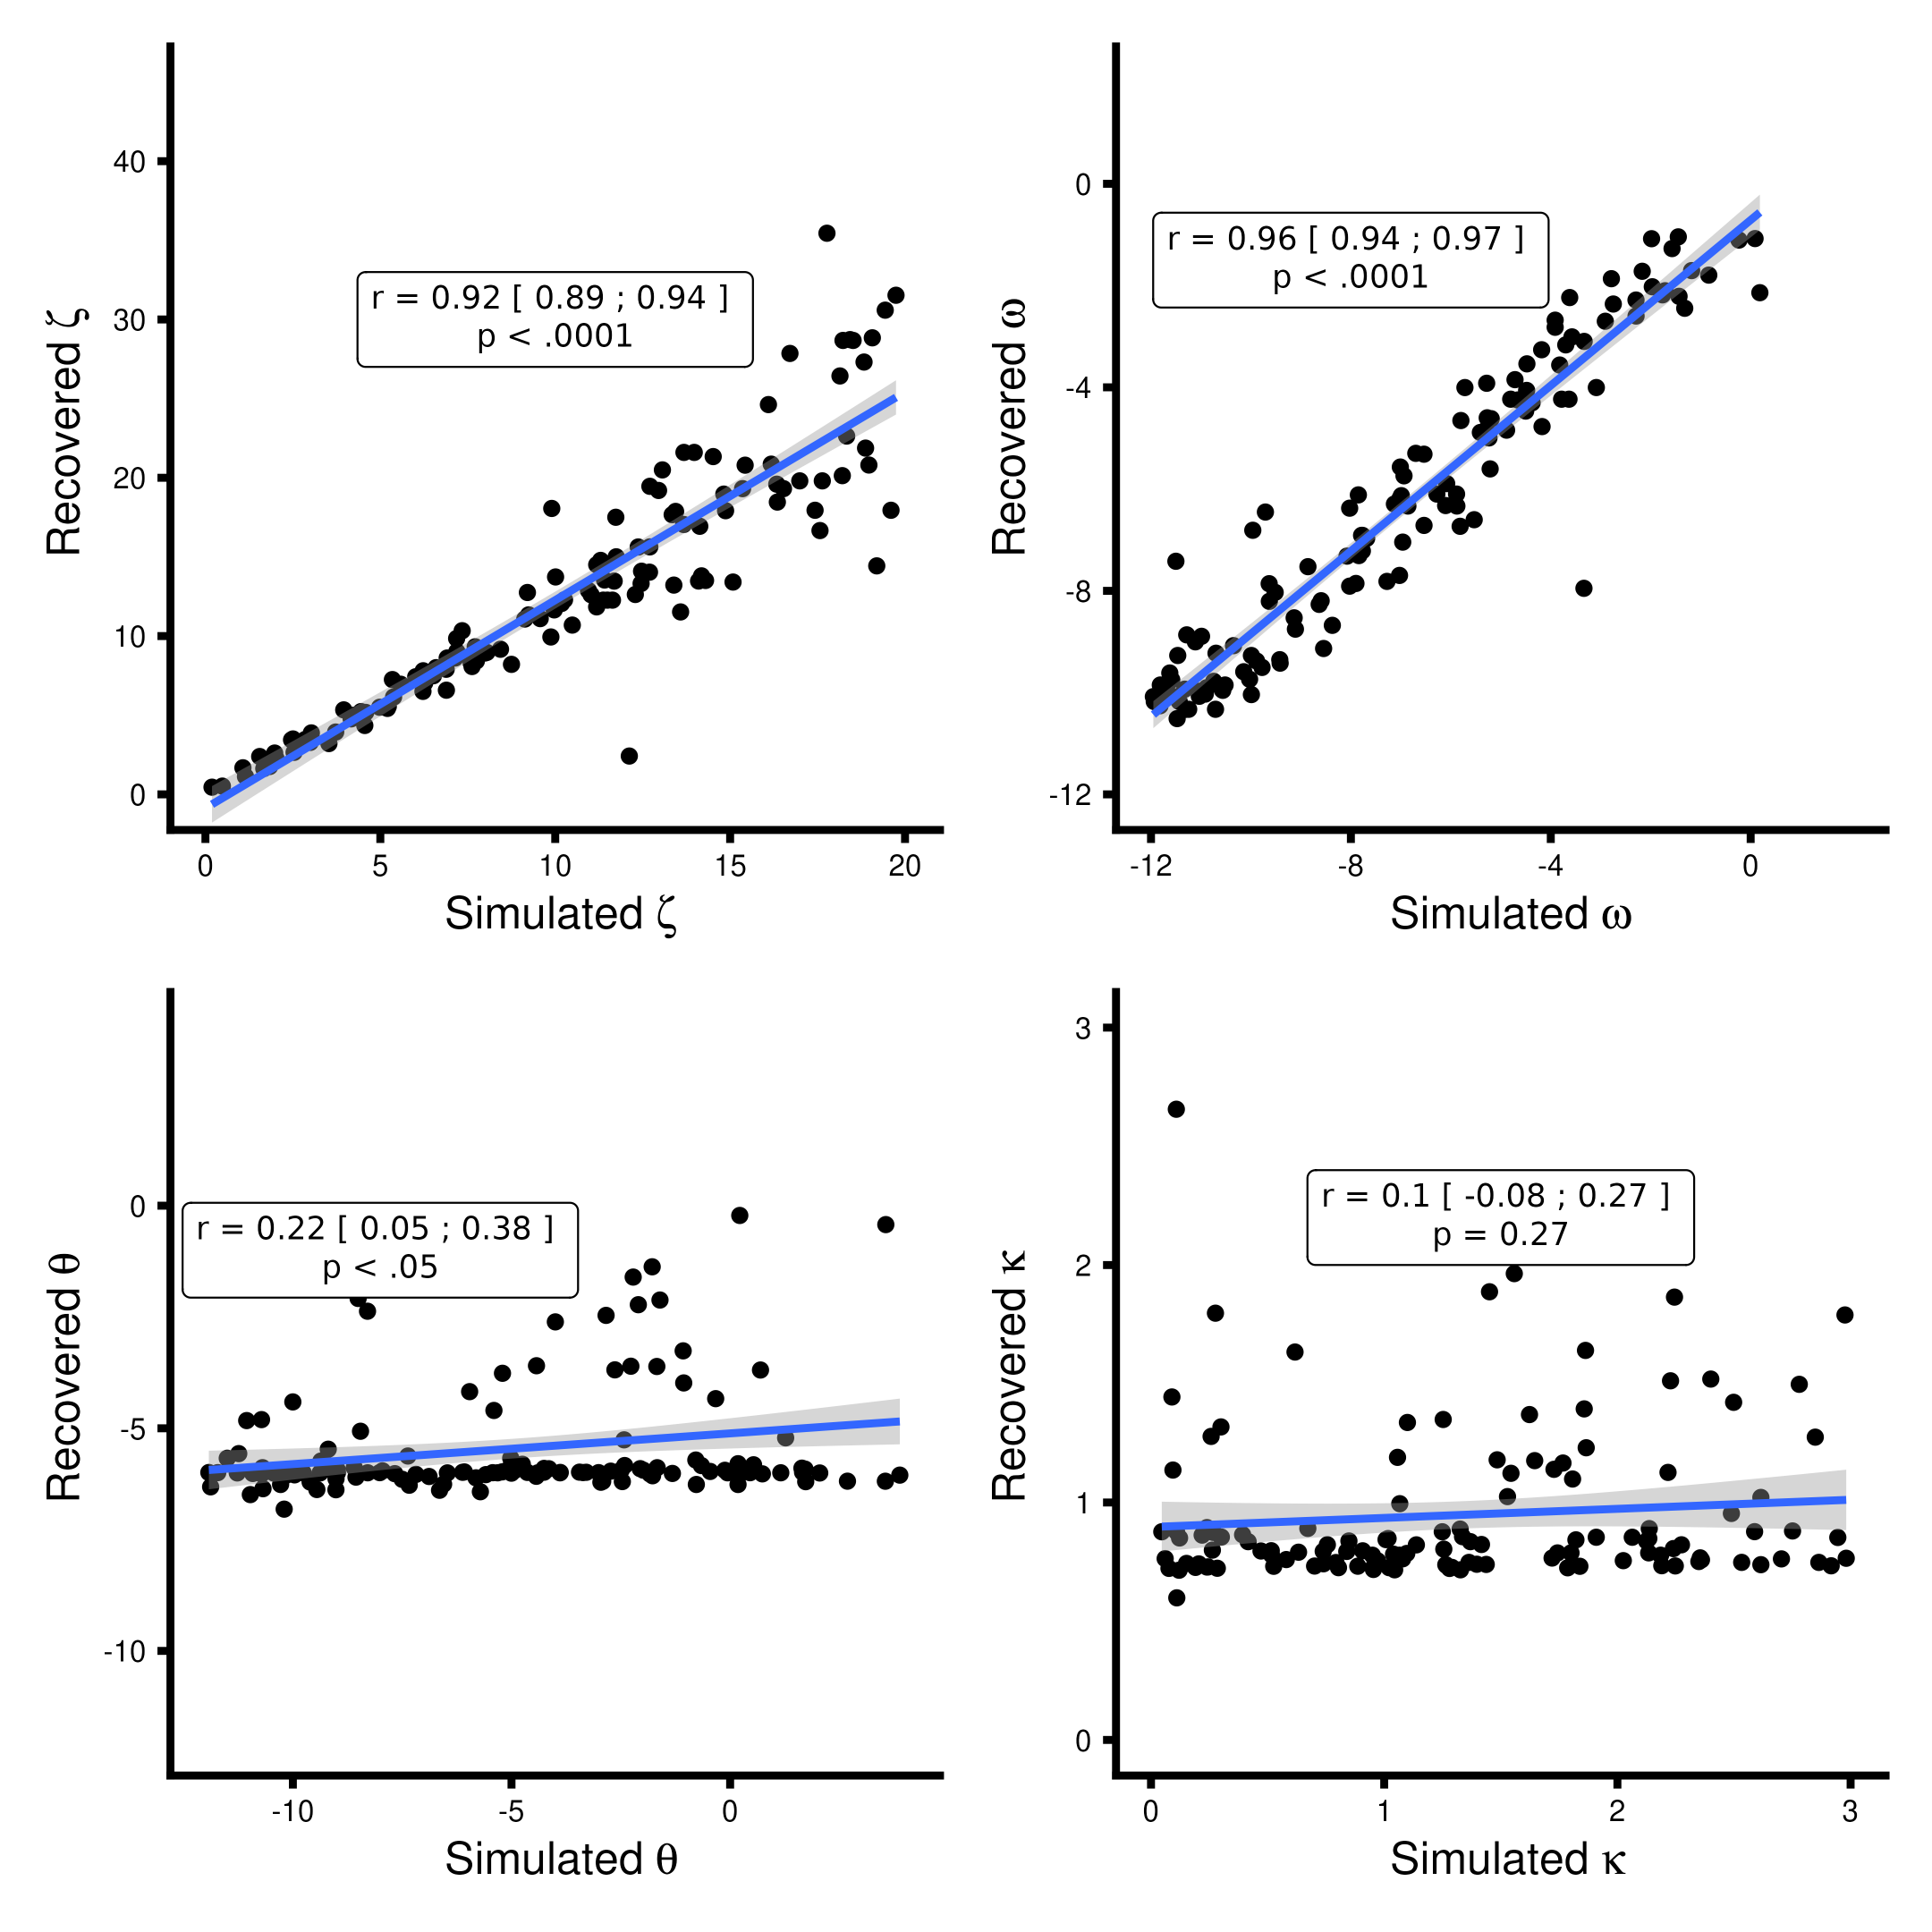 40
30
20
10
0
Recovered ζ
r = 0.92 [ 0.89 ; 0.94 ]
p < .0001
0 5 10 15 20
Simulated ζ
0
-4
-8
-12
Recovered ω
r = 0.96 [ 0.94 ; 0.97 ]
p < .0001
-12 -8 -4 0
Simulated ω
0
-5
-10
Recovered θ
r = 0.22 [ 0.05 ; 0.38 ]
p < .05
-10 -5 0
Simulated θ
3
2
1
0
Recovered κ
r = 0.1 [ -0.08 ; 0.27 ]
p = 0.27
0 1 2 3
Simulated κ